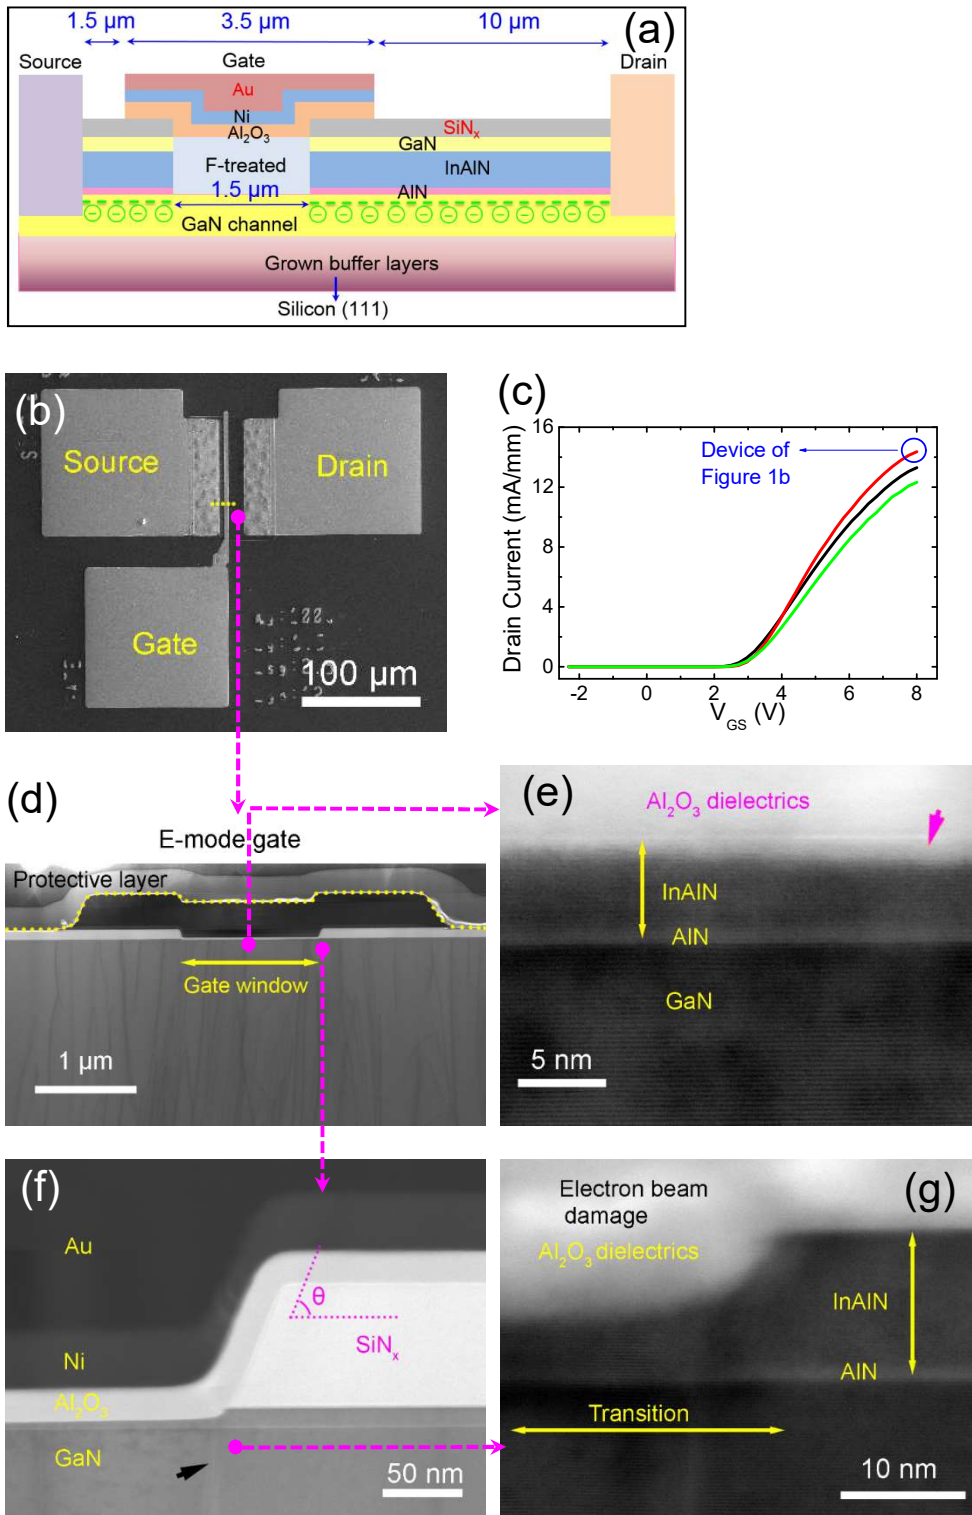 (a)
1.5 µm
3.5 µm
10 µm
Source
Gate
Drain
Au
Ni
Al2O3
SiNx
GaN
F-treated
InAlN
1.5 µm
AlN
GaN channel
Grown buffer layers
Silicon (111)
(b)
Source
Drain
Gate
100 µm
(c)
Drain Current (mA/mm)
16
12
8
4
0
-2 0 2 4 6 8
VGS (V)
Device of
Figure 1b
(d)
E-mode gate
Protective layer
Gate window
1 µm
(e)
Al2O3 dielectrics
InAlN
AlN
GaN
5 nm
(f)
Au
θ
SiNx
Ni
Al2O3
GaN
50 nm
(g)
Electron beam
damage
Al2O3 dielectrics
InAlN
AlN
Transition
10 nm